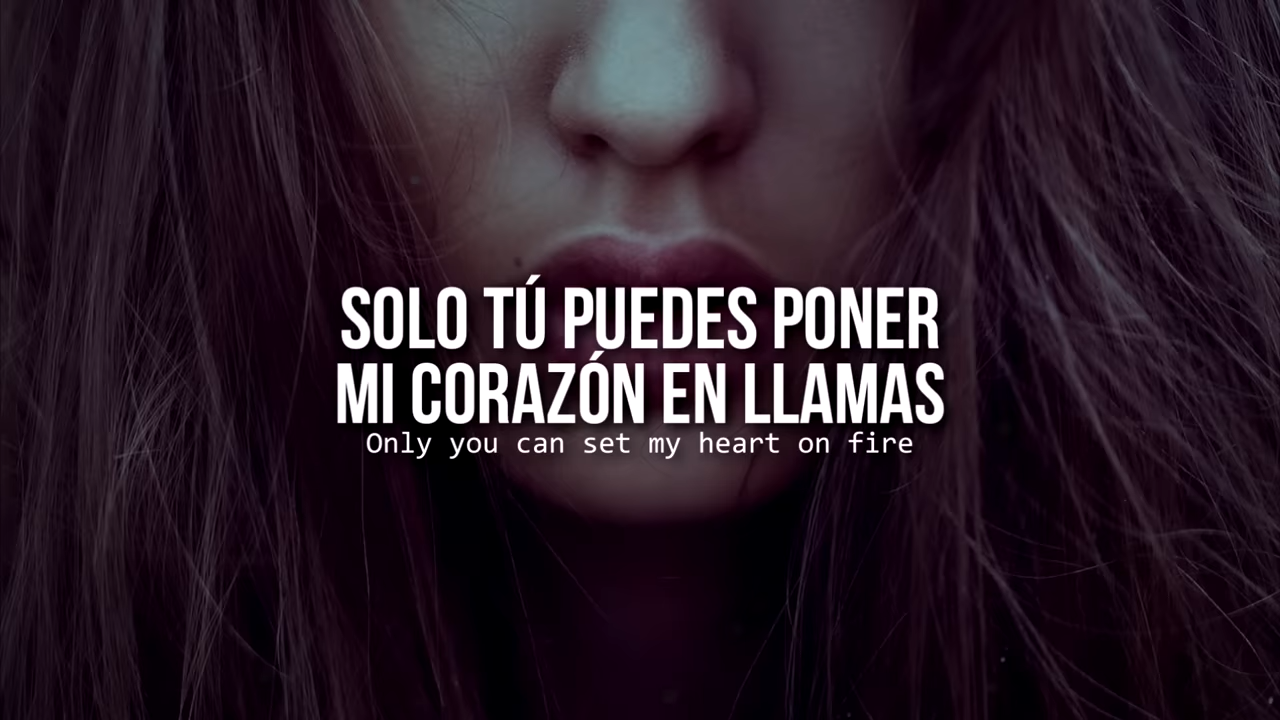 SOLO TÚ PUEDES PONER
MI CORAZÓN EN LLAMAS
Only you can set my heart on fire